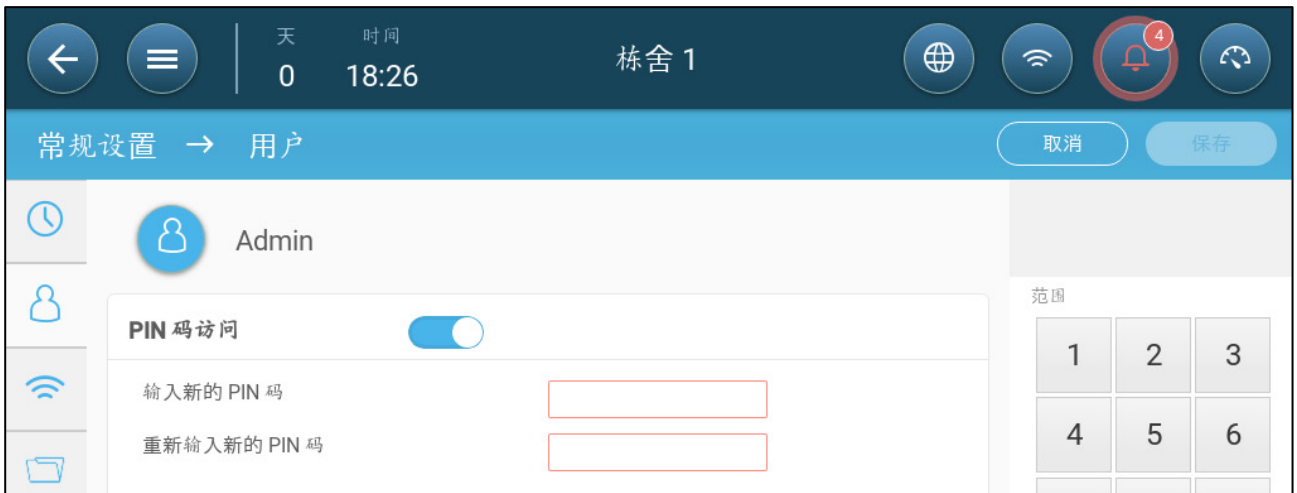 天 时间
0 18:26
栋舍 1
4
常规设置 → 用户
取消
保存
Admin
范围
PIN 码访问
1 2 3
输入新的 PIN 码
重新输入新的 PIN 码
4 5 6